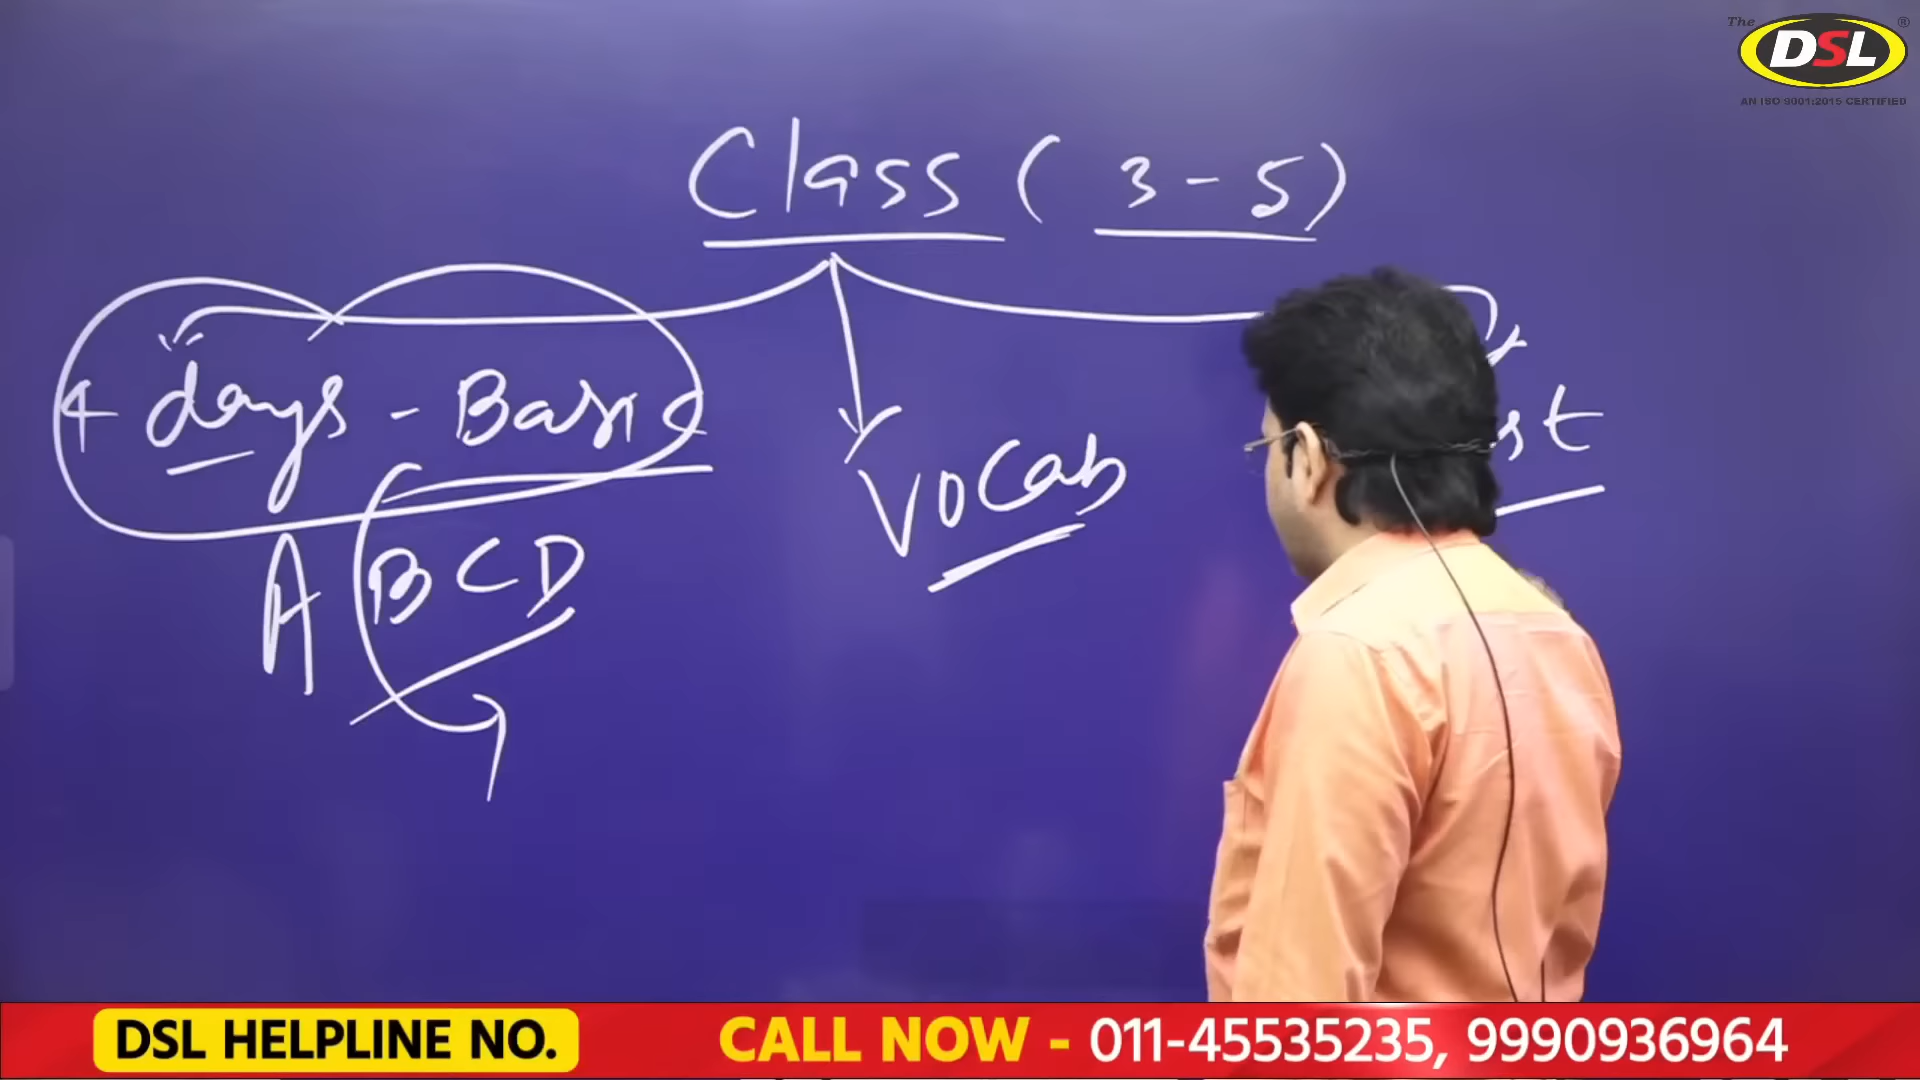 The
DSL
®
AN ISO 9001:2015 CERTIFIED
Class (3-5)
4 days - Basic
Vocab
st
A B C D
DSL HELPLINE NO.
CALL NOW - 011-45535235, 9990936964